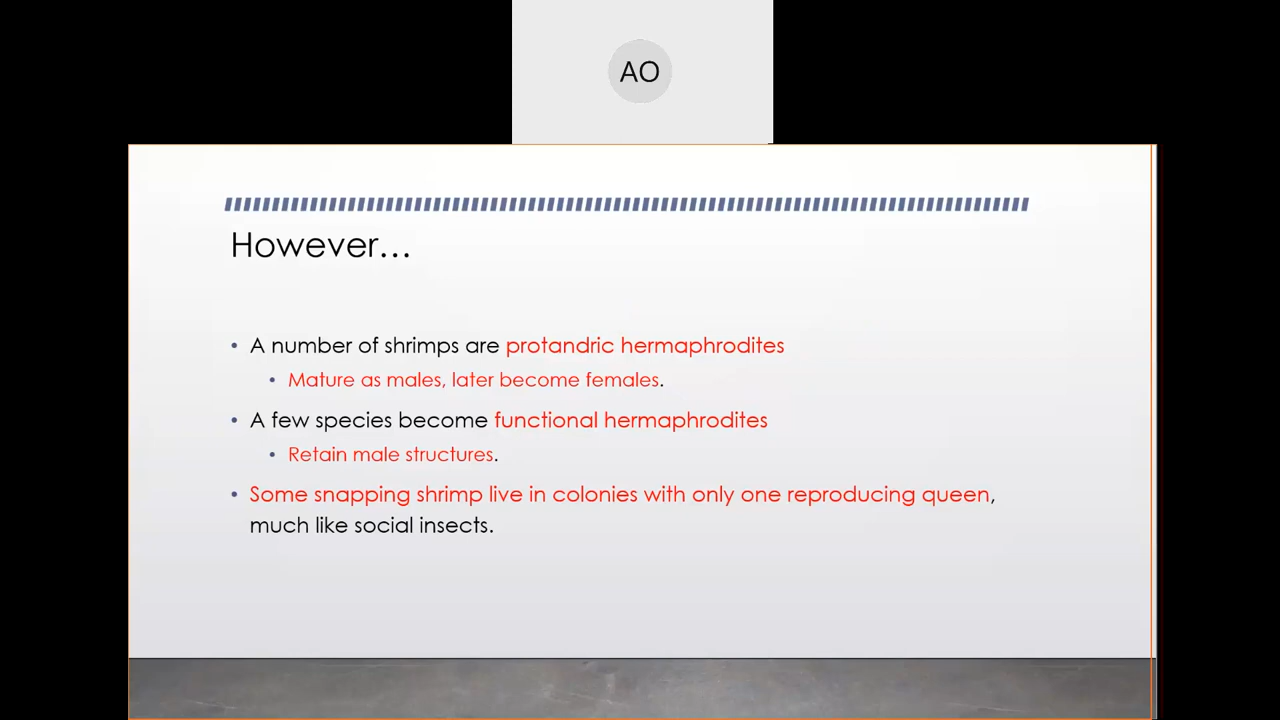 AO
However...
• A number of shrimps are protandric hermaphrodites
• Mature as males, later become females.
• A few species become functional hermaphrodites
• Retain male structures.
• Some snapping shrimp live in colonies with only one reproducing queen,
much like social insects.